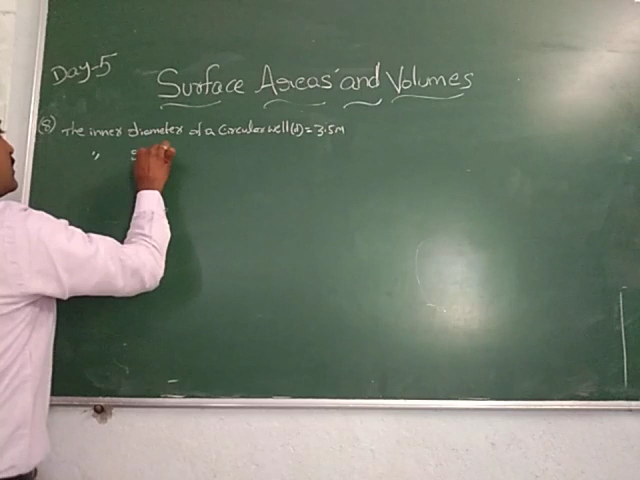 Day-5
Surface Areas and Volumes
(8) The inner diameter of a circular well(d)=3.5M
"